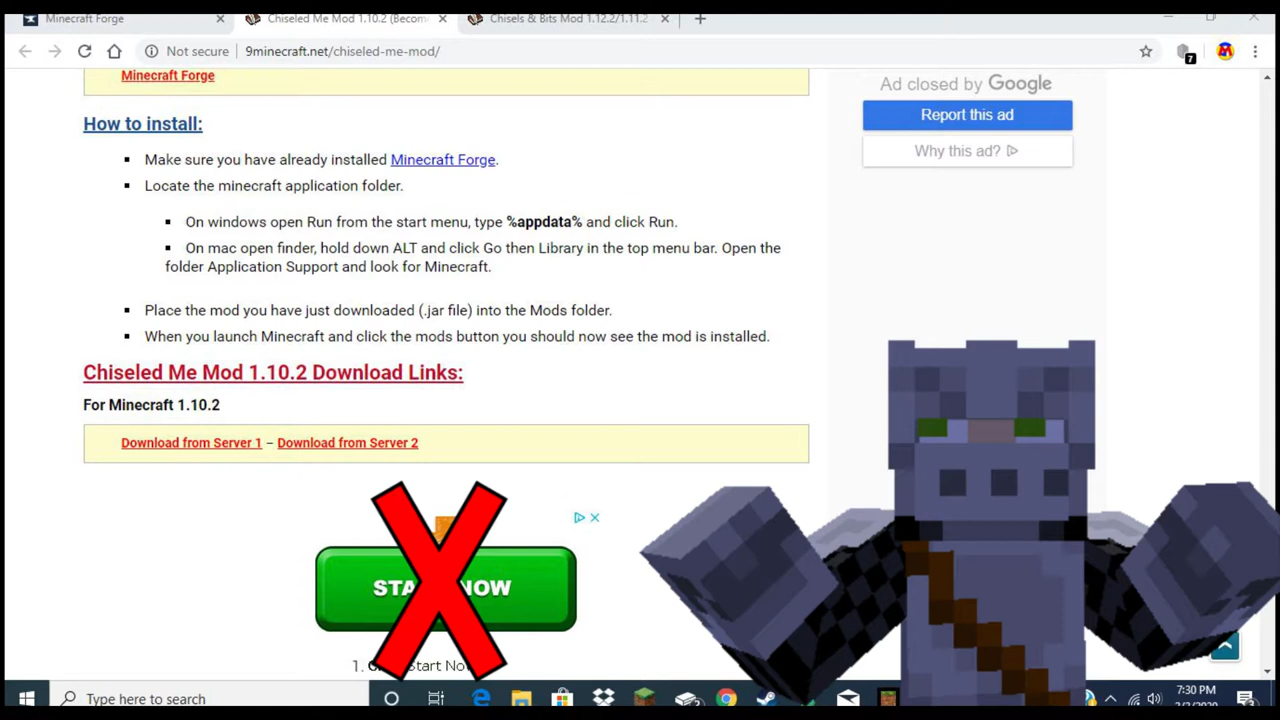 Minecraft Forge
Chiseled Me Mod 1.10.2 (Becom
Chisels & Bits Mod 1.12.2/1.11.2
Not secure
9minecraft.net/chiseled-me-mod/
7
Minecraft Forge
Ad closed by Google
Report this ad
Why this ad?
How to install:
Make sure you have already installed Minecraft Forge.
Locate the minecraft application folder.
On windows open Run from the start menu, type %appdata% and click Run.
On mac open finder, hold down ALT and click Go then Library in the top menu bar. Open the
folder Application Support and look for Minecraft.
Place the mod you have just downloaded (.jar file) into the Mods folder.
When you launch Minecraft and click the mods button you should now see the mod is installed.
Chiseled Me Mod 1.10.2 Download Links:
For Minecraft 1.10.2
Download from Server 1 – Download from Server 2
NOW
1.
Type here to search
7:30 PM